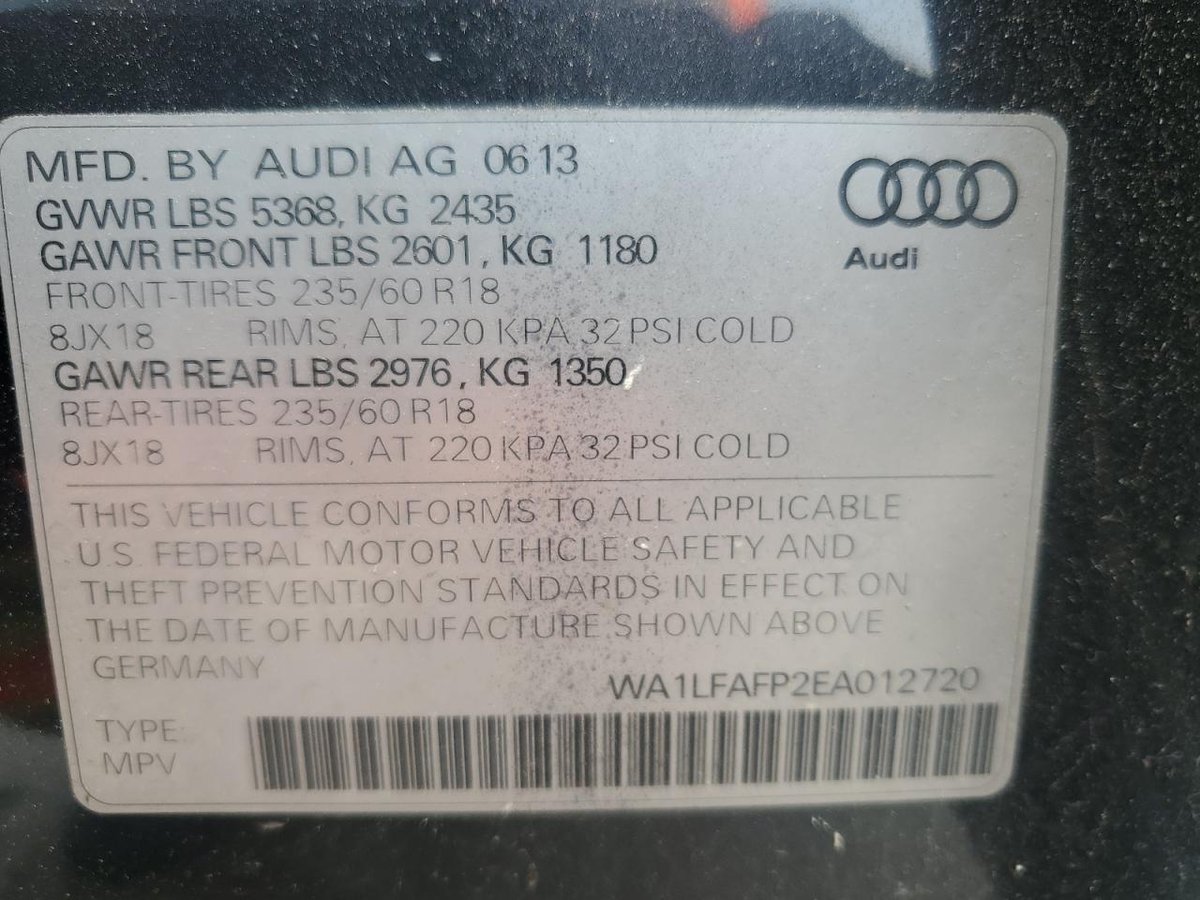 MFD. BY AUDI AG 06 13
GVWR LBS 5368, KG 2435
GAWR FRONT LBS 2601, KG 1180
FRONT-TIRES 235/60 R18
8JX18 RIMS, AT 220 KPA 32 PSI COLD
GAWR REAR LBS 2976, KG 1350
REAR-TIRES 235/60 R18
8JX18 RIMS, AT 220 KPA 32 PSI COLD
Audi
THIS VEHICLE CONFORMS TO ALL APPLICABLE
U.S. FEDERAL MOTOR VEHICLE SAFETY AND
THEFT PREVENTION STANDARDS IN EFFECT ON
THE DATE OF MANUFACTURE SHOWN ABOVE
GERMANY
WA1LFAFP2EA012720
TYPE:
MPV